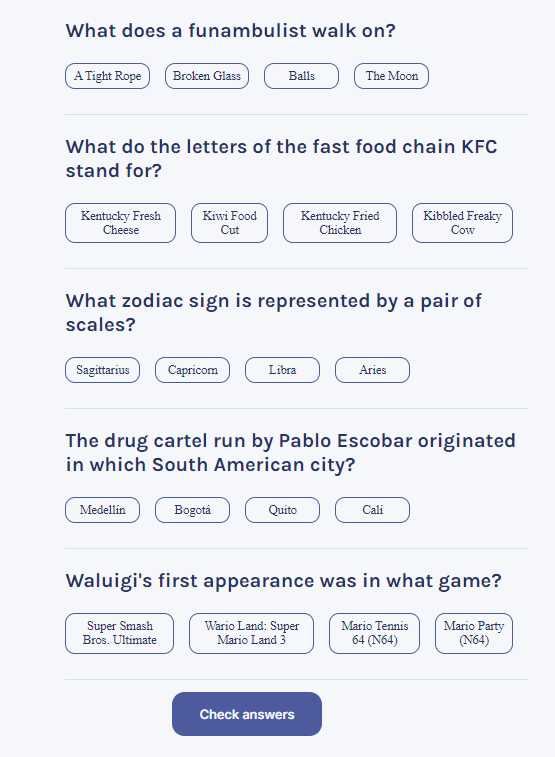 What does a funambulist walk on?
A Tight Rope
Broken Glass
Balls
The Moon
What do the letters of the fast food chain KFC
stand for?
Kentucky Fresh
Cheese
Kiwi Food
Cut
Kentucky Fried
Chicken
Kibbled Freaky
Cow
What zodiac sign is represented by a pair of
scales?
Sagittarius
Capricorn
Libra
Aries
The drug cartel run by Pablo Escobar originated
in which South American city?
Medellín
Bogotá
Quito
Cali
Waluigi's first appearance was in what game?
Super Smash
Bros. Ultimate
Wario Land: Super
Mario Land 3
Mario Tennis
64 (N64)
Mario Party
(N64)
Check answers